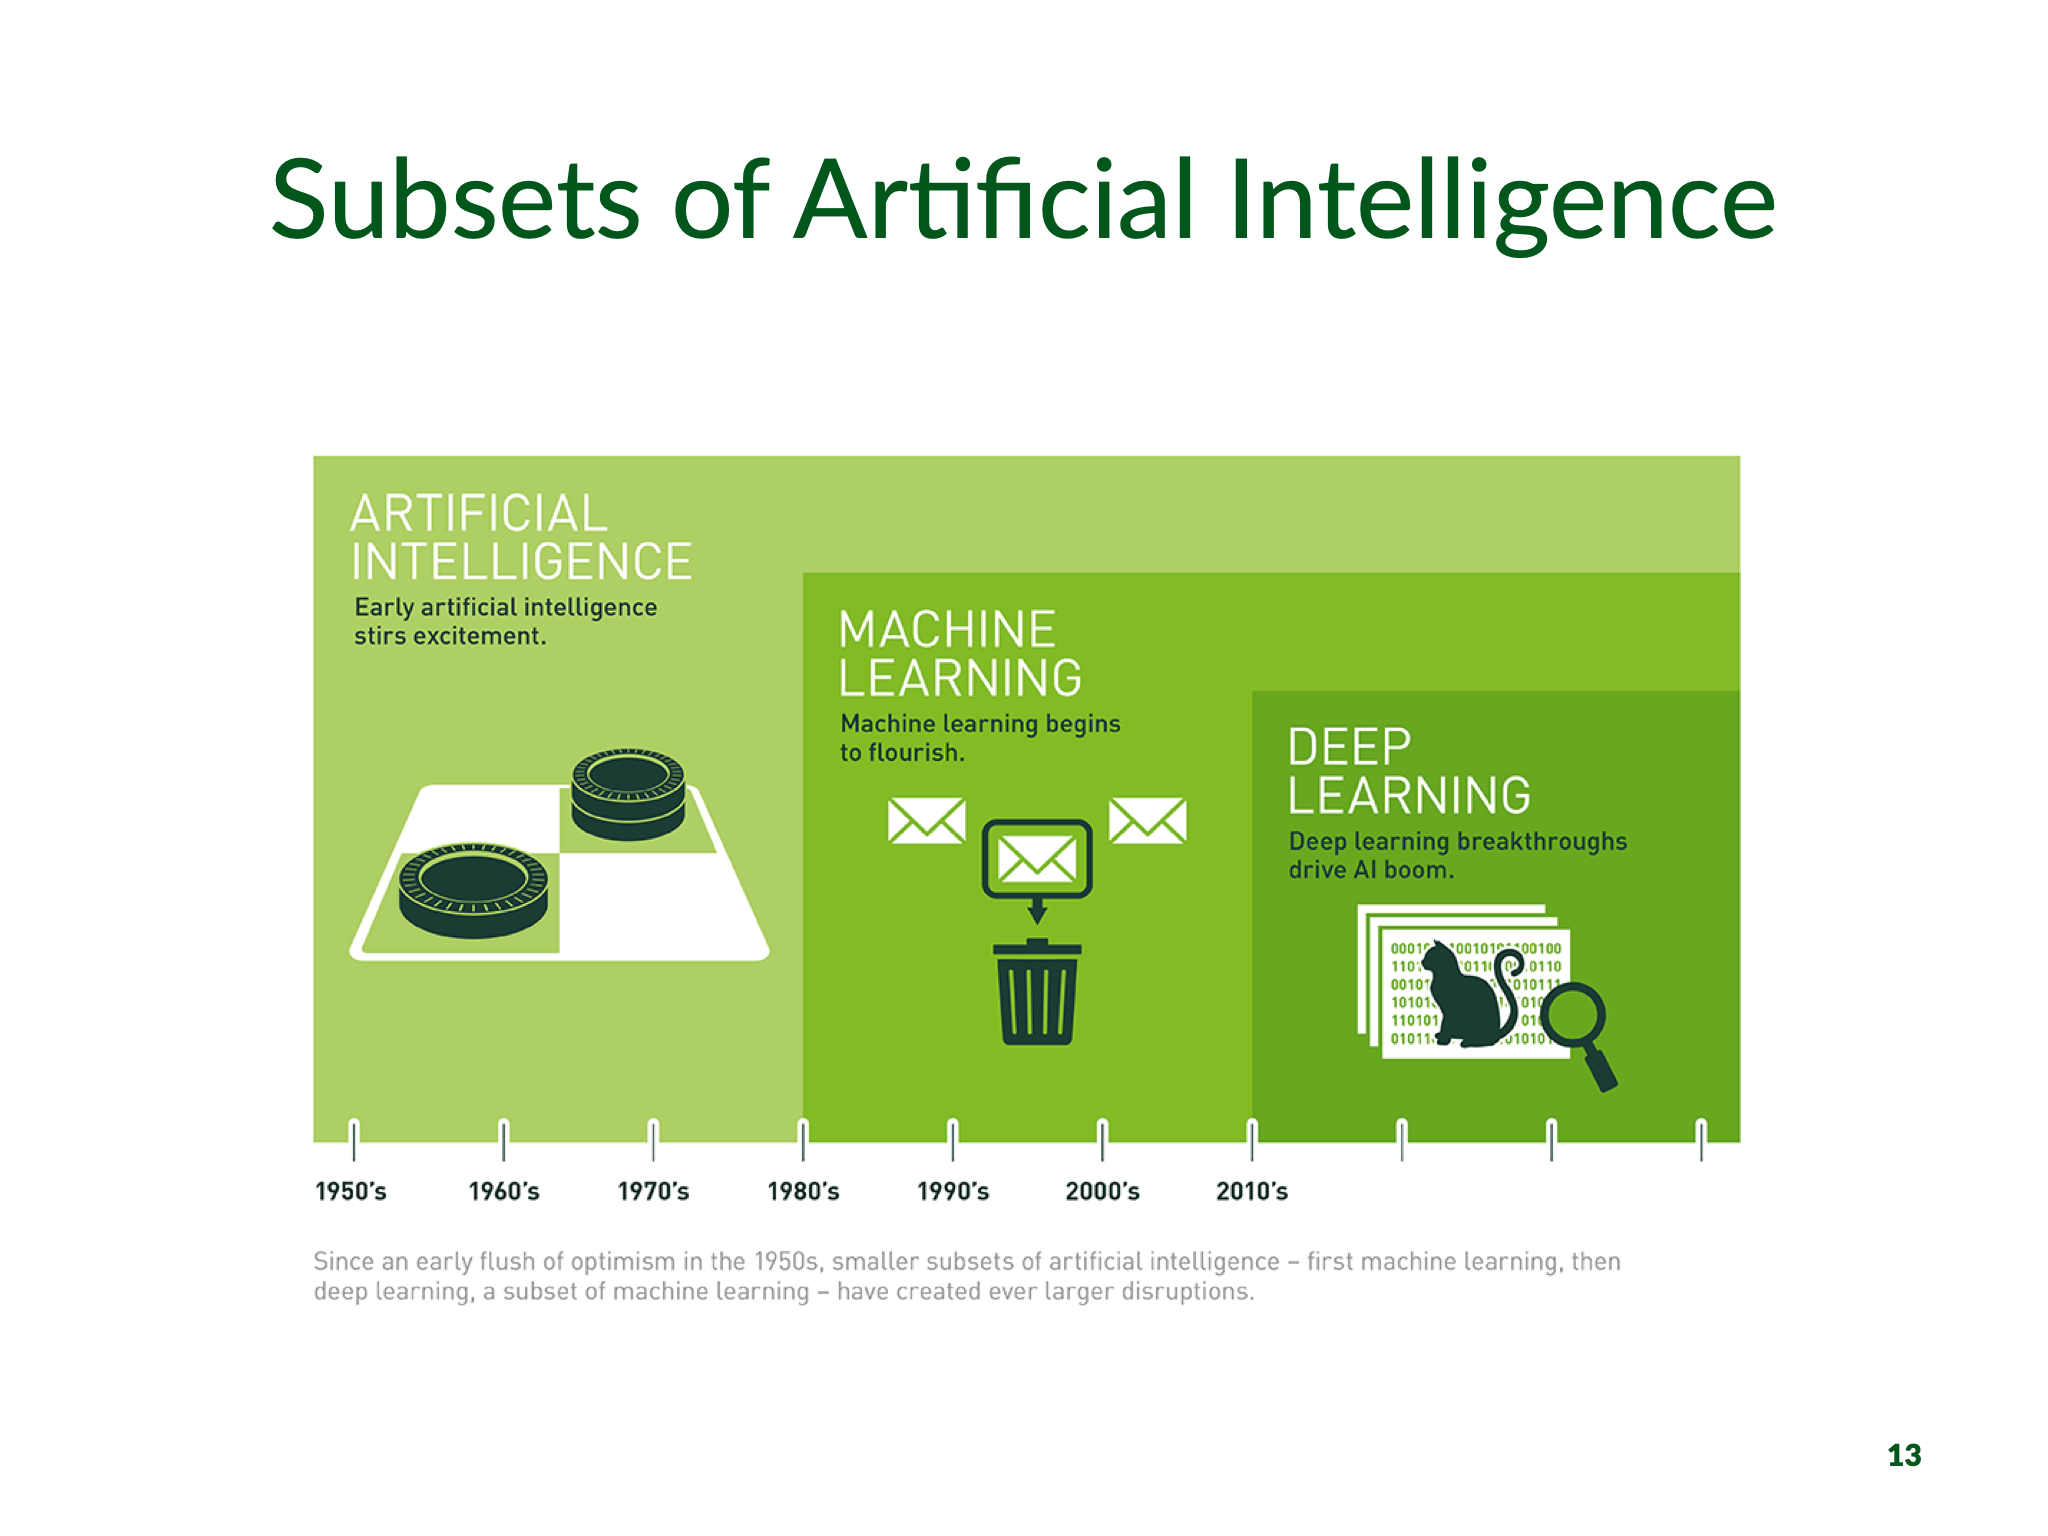 Subsets of Artificial Intelligence
ARTIFICIAL
INTELLIGENCE
Early artificial intelligence
stirs excitement.
MACHINE
LEARNING
Machine learning begins
to flourish.
DEEP
LEARNING
Deep learning breakthroughs
drive AI boom.
1950's
1960's
1970's
1980's
1990's
2000's
2010's
Since an early flush of optimism in the 1950s, smaller subsets of artificial intelligence – first machine learning, then
deep learning, a subset of machine learning – have created ever larger disruptions.
13